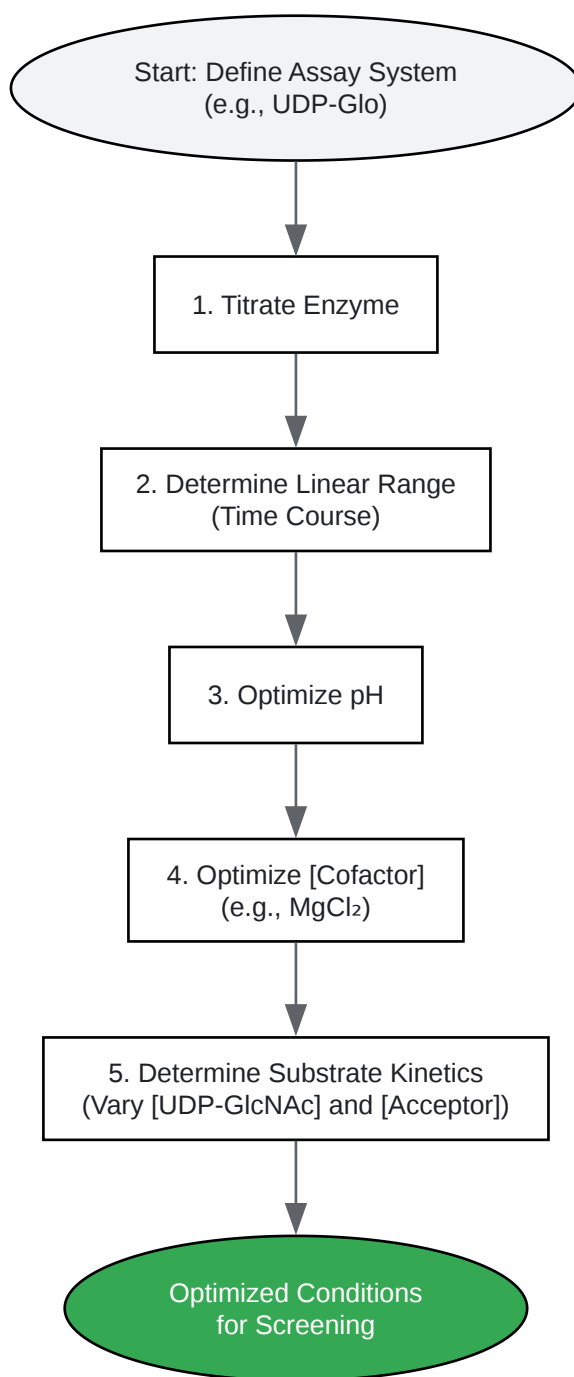 Start: Define Assay System
(e.g., UDP-Glo)
1. Titrate Enzyme
2. Determine Linear Range
(Time Course)
3. Optimize pH
4. Optimize [Cofactor]
(e.g., MgCl₂)
5. Determine Substrate Kinetics
(Vary [UDP-GlcNAc] and [Acceptor])
Optimized Conditions
for Screening